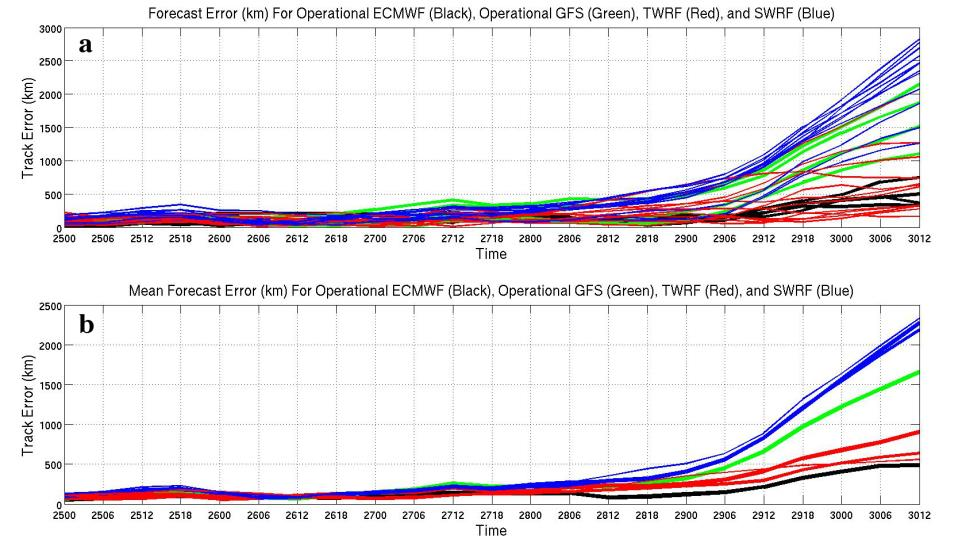 Forecast Error (km) For Operational ECMWF (Black), Operational GFS (Green), TWRF (Red), and SWRF (Blue)
a
Track Error (km)
3000
2500
2000
1500
1000
500
0
2500 2506 2512 2518 2600 2606 2612 2618 2700 2706 2712 2718 2800 2806 2812 2818 2900 2906 2912 2918 3000 3006 3012
Time
Mean Forecast Error (km) For Operational ECMWF (Black), Operational GFS (Green), TWRF (Red), and SWRF (Blue)
b
Track Error (km)
2500
2000
1500
1000
500
0
2500 2506 2512 2518 2600 2606 2612 2618 2700 2706 2712 2718 2800 2806 2812 2818 2900 2906 2912 2918 3000 3006 3012
Time